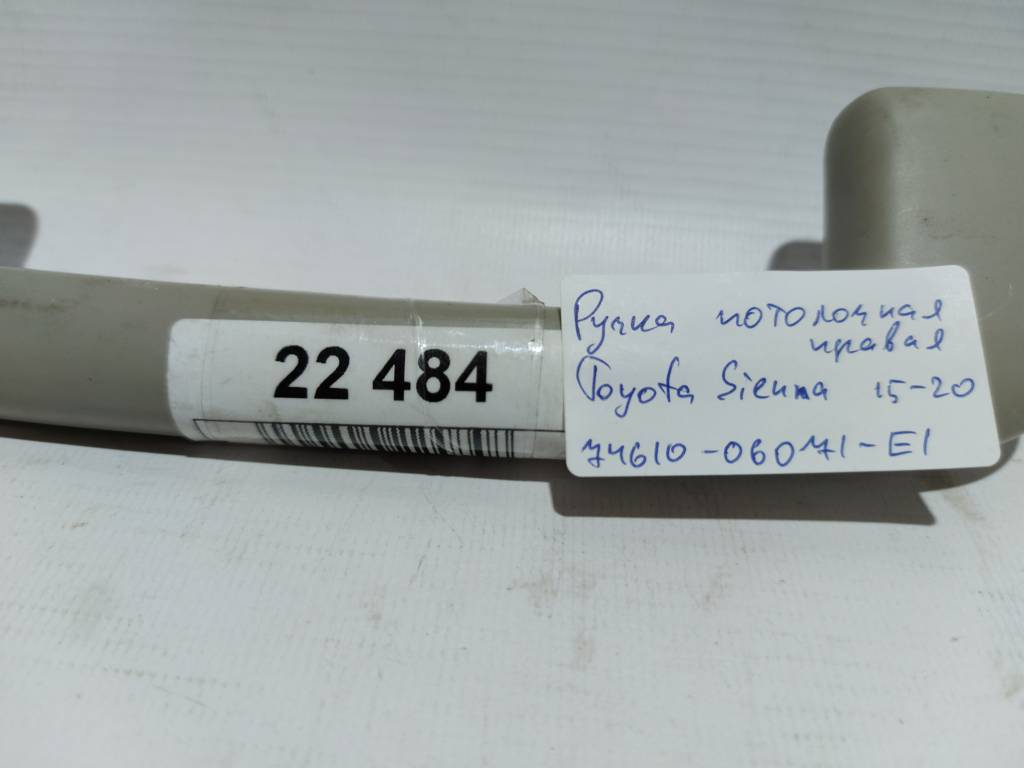 22 484
Ручка потолочная
правая
Toyota Sienna 15-20
74610-06071-E1